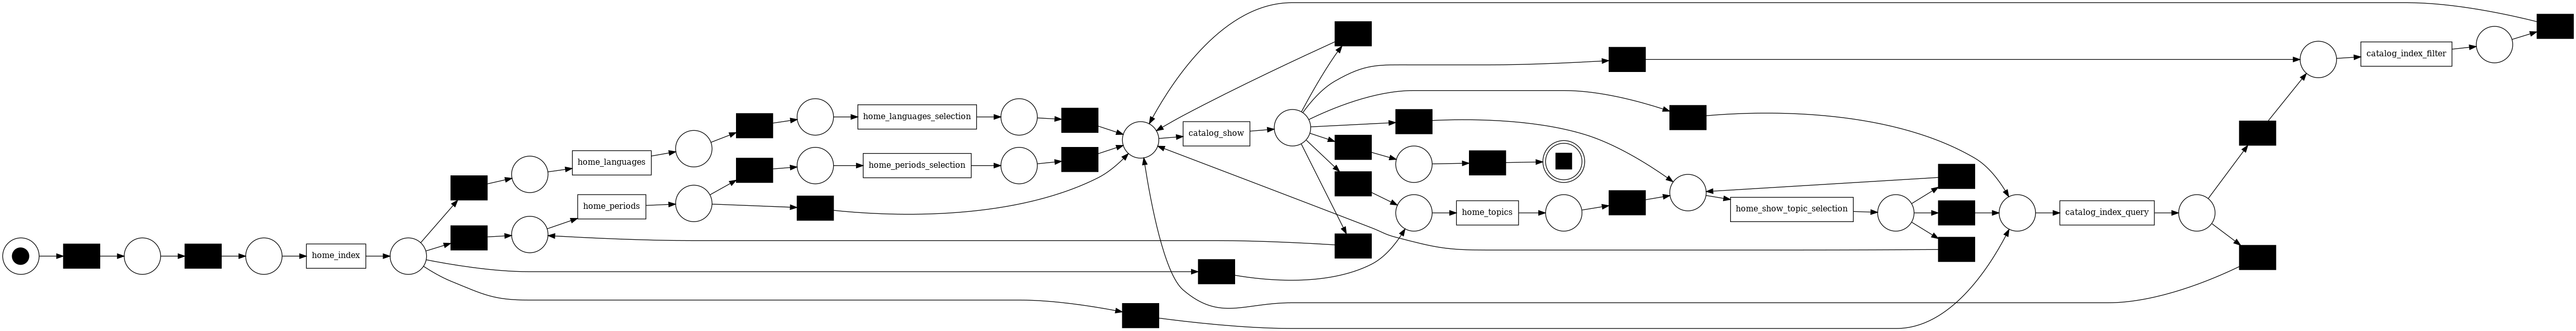 home_index
home_languages
home_periods
home_languages_selection
home_periods_selection
catalog_show
home_topics
home_show_topic_selection
catalog_index_query
catalog_index_filter